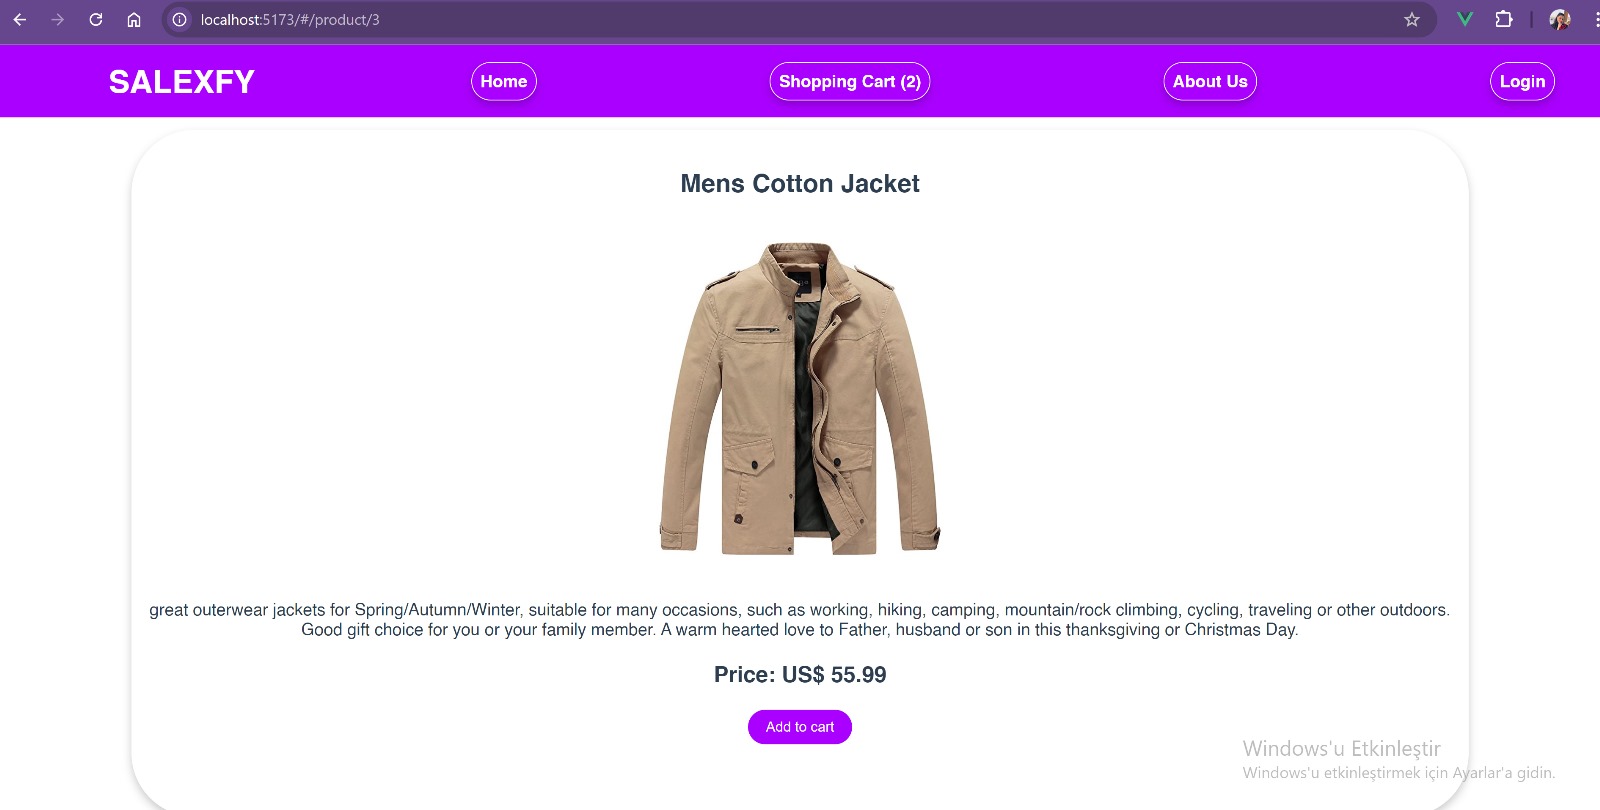 localhost:5173/#/product/3
SALEXFY
Home
Shopping Cart (2)
About Us
Login
Mens Cotton Jacket
great outerwear jackets for Spring/Autumn/Winter, suitable for many occasions, such as working, hiking, camping, mountain/rock climbing, cycling, traveling or other outdoors.
Good gift choice for you or your family member. A warm hearted love to Father, husband or son in this thanksgiving or Christmas Day.
Price: US$ 55.99
Add to cart
Windows'u Etkinleştir
Windows'u etkinleştirmek için Ayarlar'a gidin.